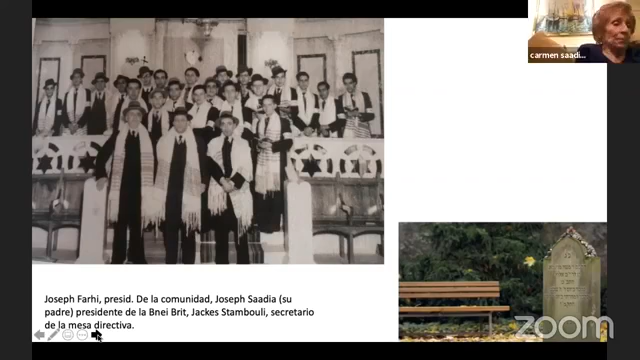 carmen saadi...
Joseph Farhi, presid. De la comunidad, Joseph Saadia (su
padre) presidente de la Bnei Brit, Jackes Stambouli, secretario
de la mesa directiva.
zoom